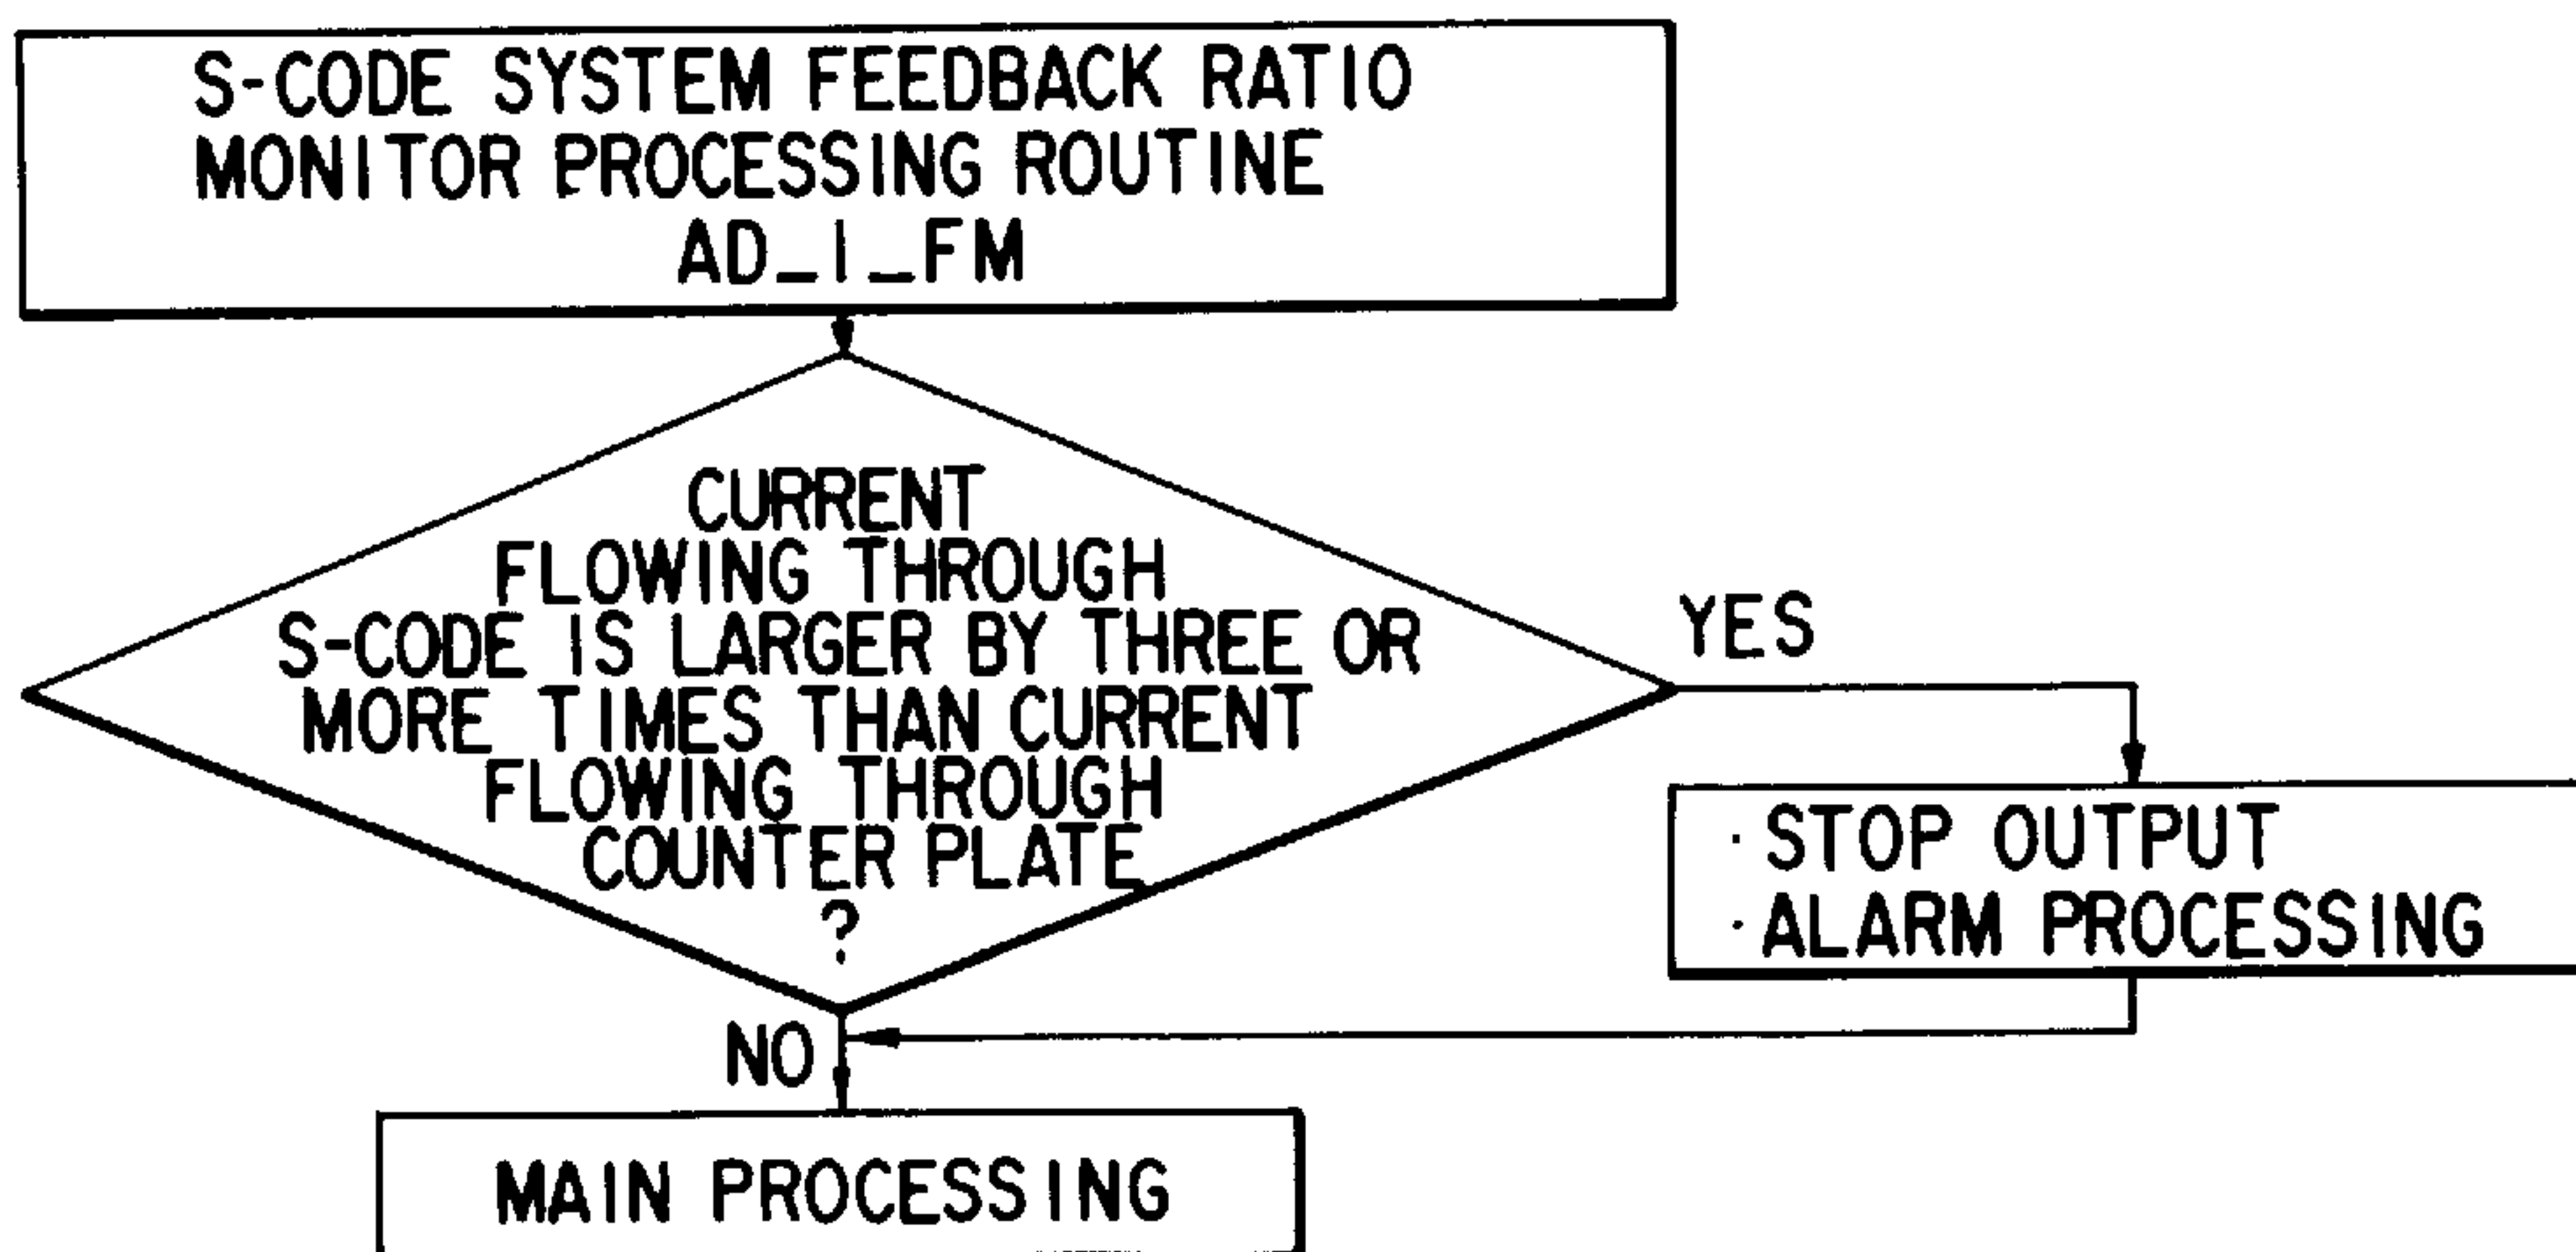 S-CODE SYSTEM FEEDBACK RATIO
MONITOR PROCESSING ROUTINE
AD_I_FM
CURRENT
FLOWING THROUGH
S-CODE IS LARGER BY THREE OR
MORE TIMES THAN CURRENT
FLOWING THROUGH
COUNTER PLATE
?
YES
· STOP OUTPUT
· ALARM PROCESSING
NO
MAIN PROCESSING